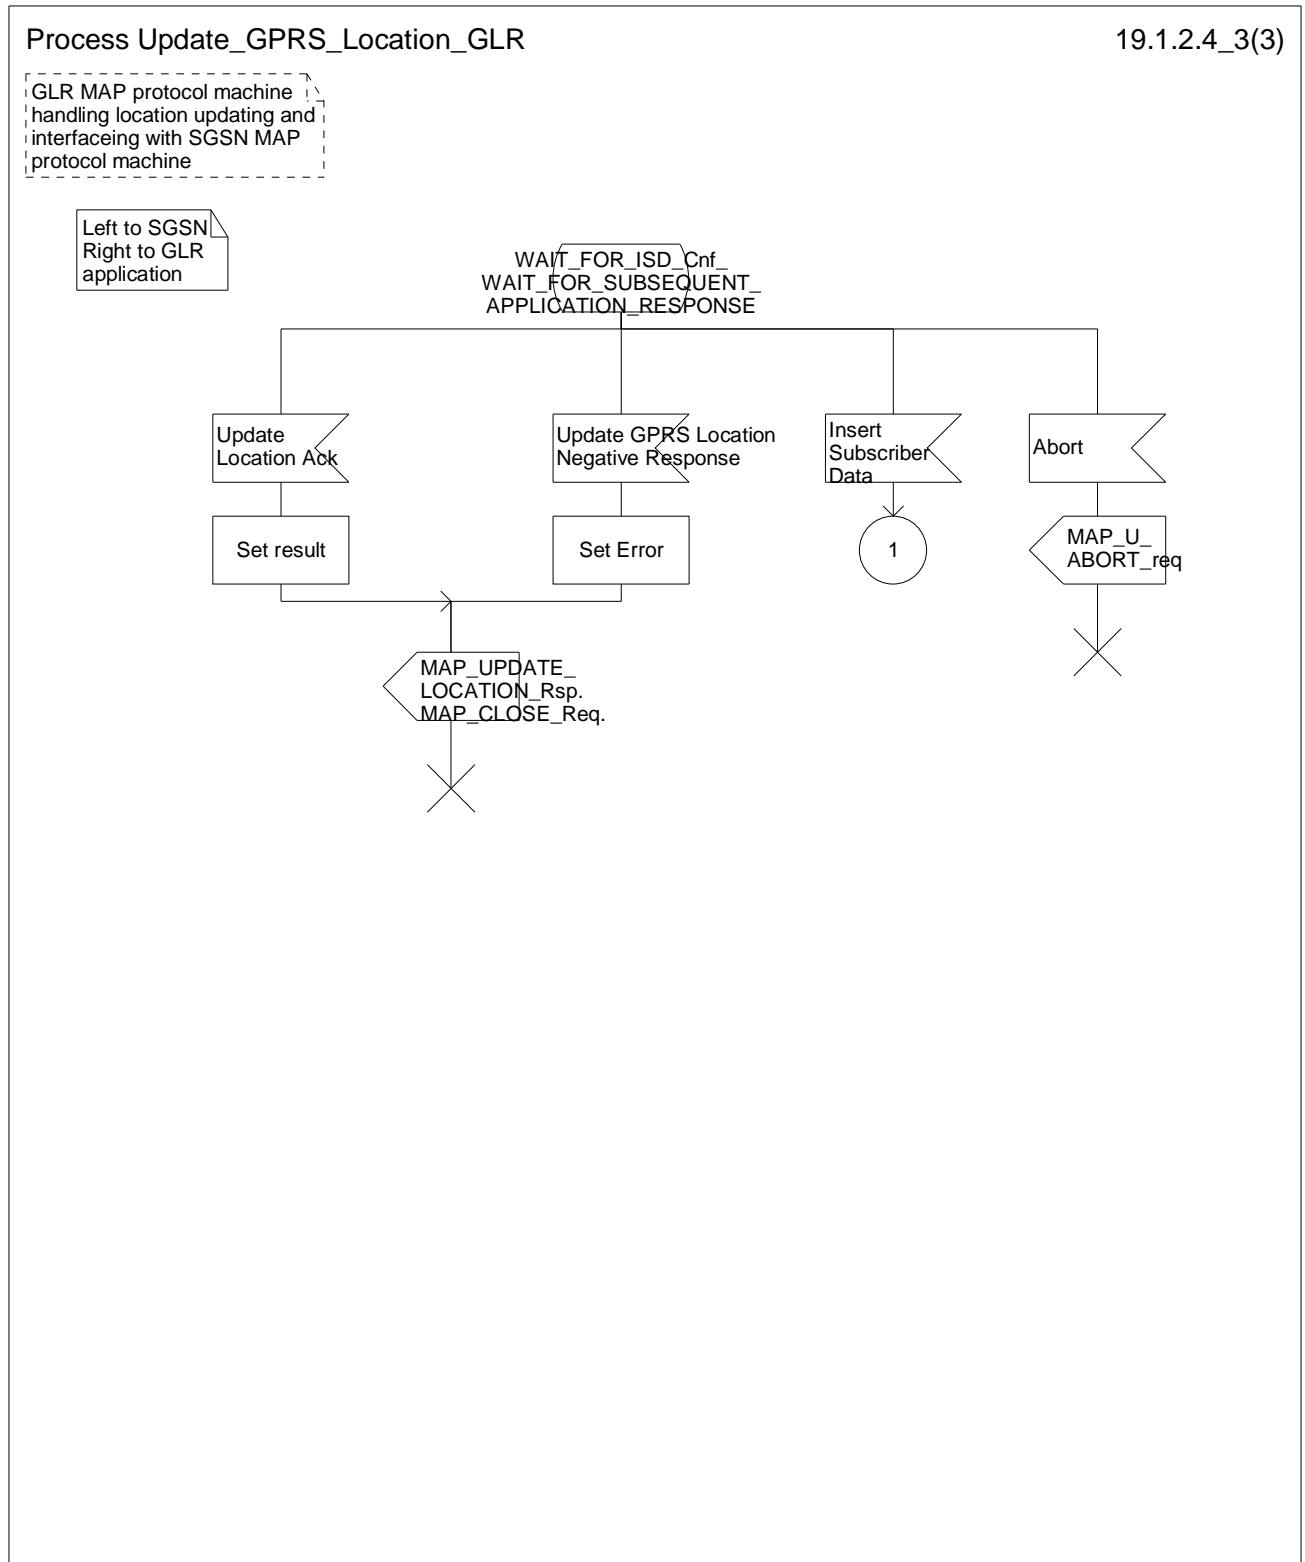 Process Update_GPRS_Location_GLR
19.1.2.4_3(3)
GLR MAP protocol machine
handling location updating and
interfaceing with SGSN MAP
protocol machine
Left to SGSN
Right to GLR
application
WAIT_FOR_ISD_Cnf_
WAIT_FOR_SUBSEQUENT_
APPLICATION_RESPONSE
Update
Location Ack
Update GPRS Location
Negative Response
Insert
Subscriber
Data
Abort
Set result
Set Error
1
MAP_U_
ABORT_req
MAP_UPDATE_
LOCATION_Rsp.
MAP_CLOSE_Req.